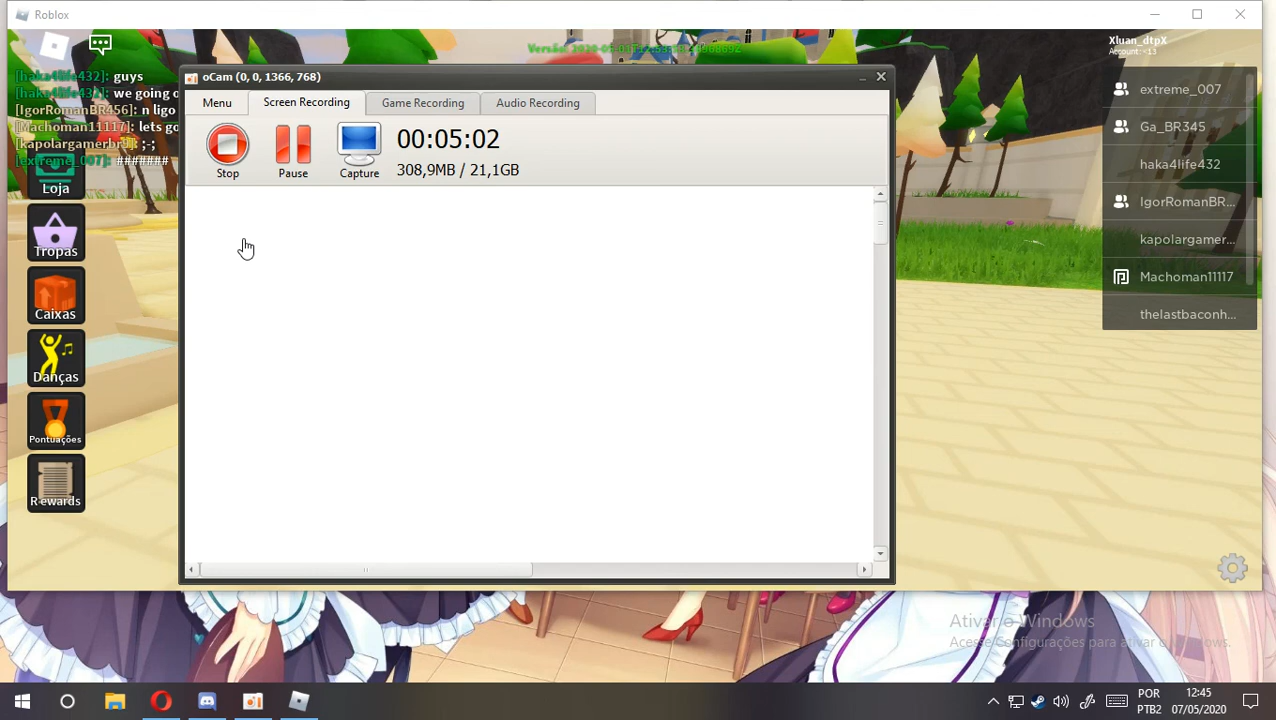 Roblox
Xluan_dtpX
Account: <13
[haka4life432]: guys
[haka4life432]: we going o
[IgorRomanBR456]: n ligo
[Machoman11117]: lets go
[kapolargamerbr]: ;-;
[extreme_007]: #######
Loja
Tropas
Caixas
Danças
Pontuações
Rewards
oCam (0, 0, 1366, 768)
Menu
Screen Recording
Game Recording
Audio Recording
Stop
Pause
Capture
00:05:02
308,9MB / 21,1GB
extreme_007
Ga_BR345
haka4life432
IgorRomanBR...
kapolargamer...
Machoman11117
thelastbaconh...
Ativar o Windows
Acesse Configurações para ativar o Windows.
POR
PTB2
12:45
07/05/2020